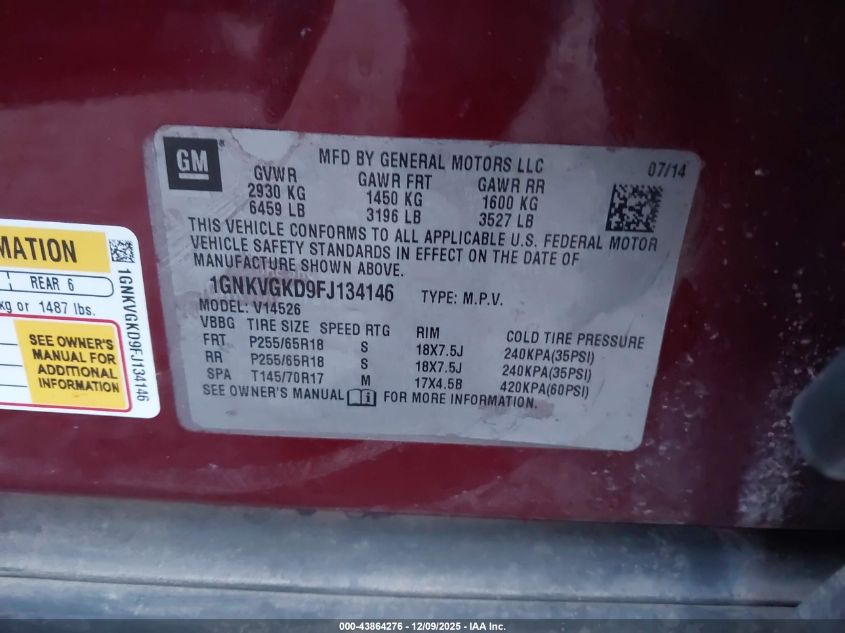 GM
MFD BY GENERAL MOTORS LLC
07/14
GVWR GAWR FRT GAWR RR
2930 KG 1450 KG 1600 KG
6459 LB 3196 LB 3527 LB
THIS VEHICLE CONFORMS TO ALL APPLICABLE U.S. FEDERAL MOTOR
VEHICLE SAFETY STANDARDS IN EFFECT ON THE DATE OF
MANUFACTURE SHOWN ABOVE.
1GNKVGKD9FJ134146 TYPE: M.P.V.
MODEL: V14526
VBBG TIRE SIZE SPEED RTG RIM COLD TIRE PRESSURE
FRT P255/65R18 S 18X7.5J 240KPA(35PSI)
RR P255/65R18 S 18X7.5J 240KPA(35PSI)
SPA T145/70R17 M 17X4.5B 420KPA(60PSI)
SEE OWNER'S MANUAL i FOR MORE INFORMATION.
MATION
REAR 6
kg or 1487 lbs.
SEE OWNER'S
MANUAL FOR
ADDITIONAL
INFORMATION
1GNKVGKD9FJ134146
000-43864276 - 12/09/2025 - IAA Inc.